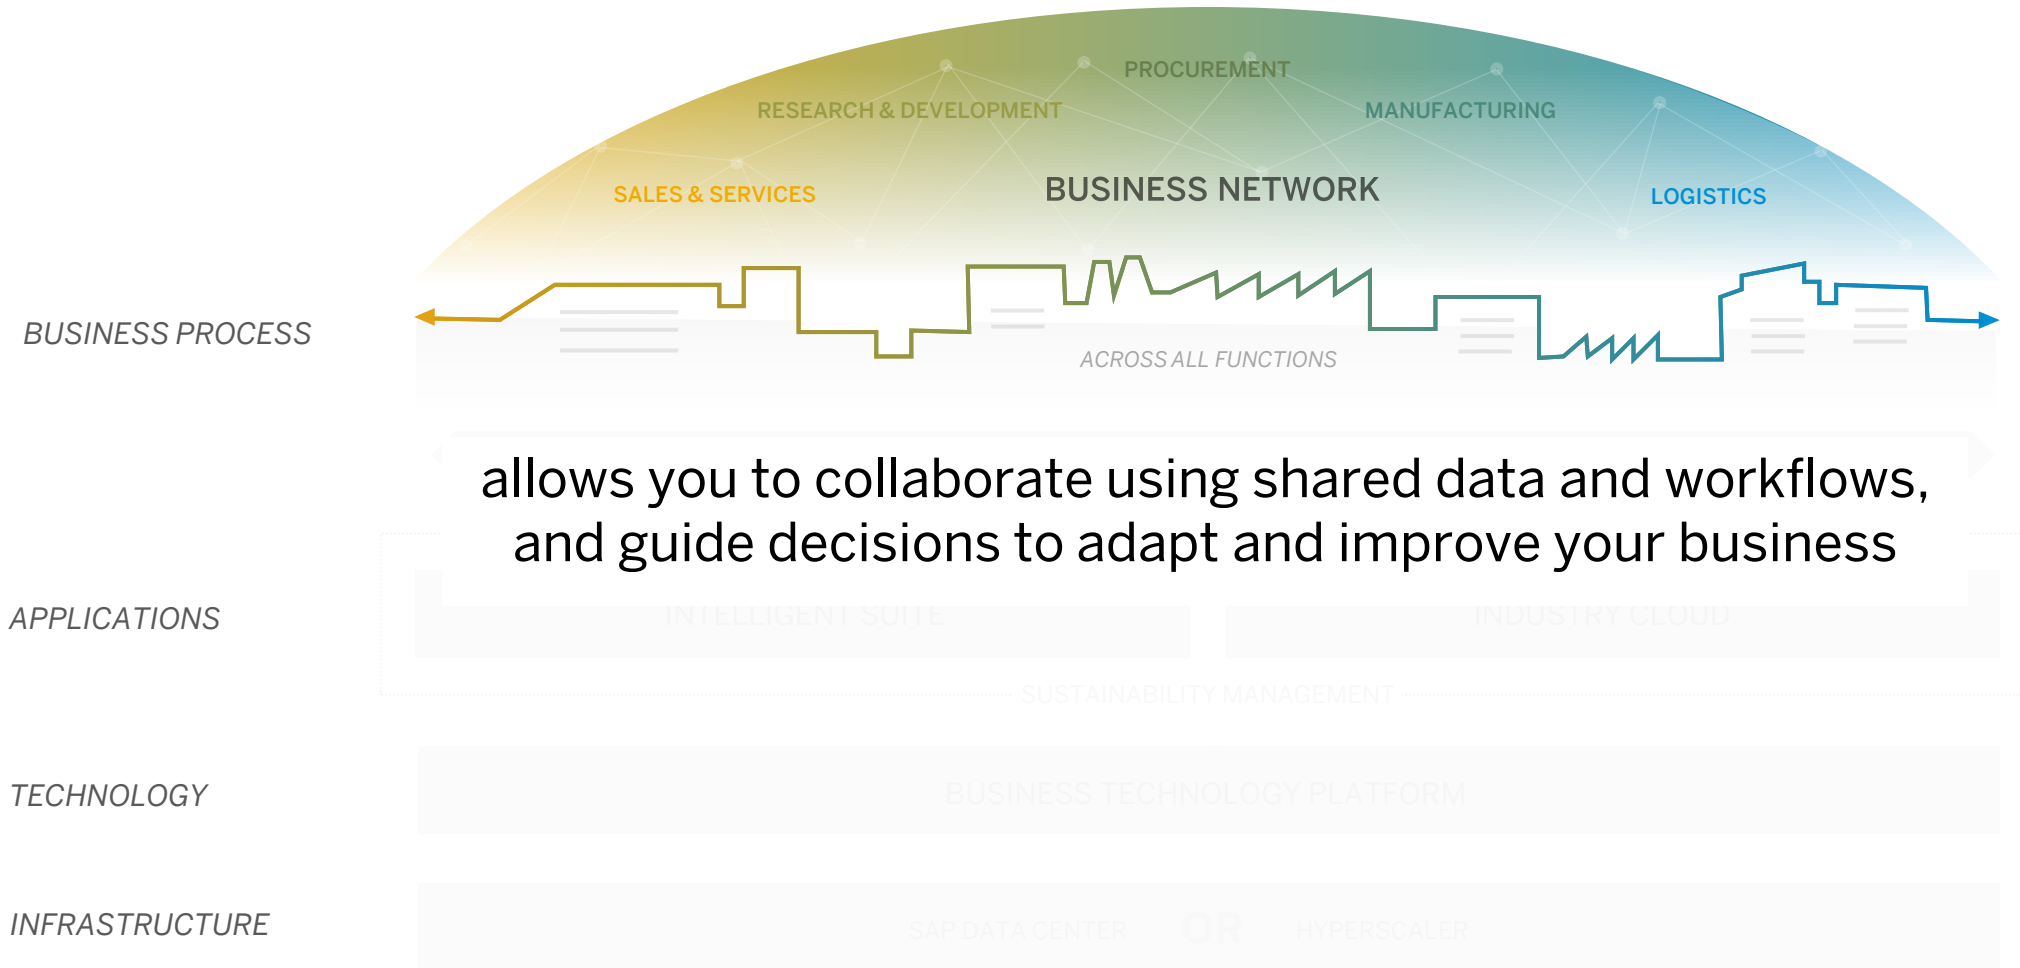 PROCUREMENT
RESEARCH & DEVELOPMENT
MANUFACTURING
SALES & SERVICES
BUSINESS NETWORK
LOGISTICS
BUSINESS PROCESS
ACROSS ALL FUNCTIONS
allows you to collaborate using shared data and workflows,
and guide decisions to adapt and improve your business
APPLICATIONS
INTELLIGENT SUITE
INDUSTRY CLOUD
SUSTAINABILITY MANAGEMENT
TECHNOLOGY
BUSINESS TECHNOLOGY PLATFORM
INFRASTRUCTURE
SAP DATA CENTER OR HYPERSCALER